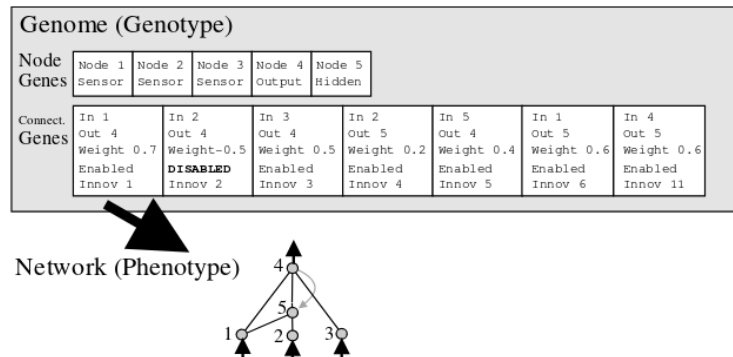 Genome (Genotype)
Node Genes
Node 1 Node 2 Node 3 Node 4 Node 5
Sensor Sensor Sensor Output Hidden
Connect. Genes
In 1 In 2 In 3 In 2 In 5 In 1 In 4
Out 4 Out 4 Out 4 Out 5 Out 4 Out 5 Out 5
Weight 0.7 Weight-0.5 Weight 0.5 Weight 0.2 Weight 0.4 Weight 0.6 Weight 0.6
Enabled DISABLED Enabled Enabled Enabled Enabled Enabled
Innov 1 Innov 2 Innov 3 Innov 4 Innov 5 Innov 6 Innov 11
Network (Phenotype)
4
5
1 2 3